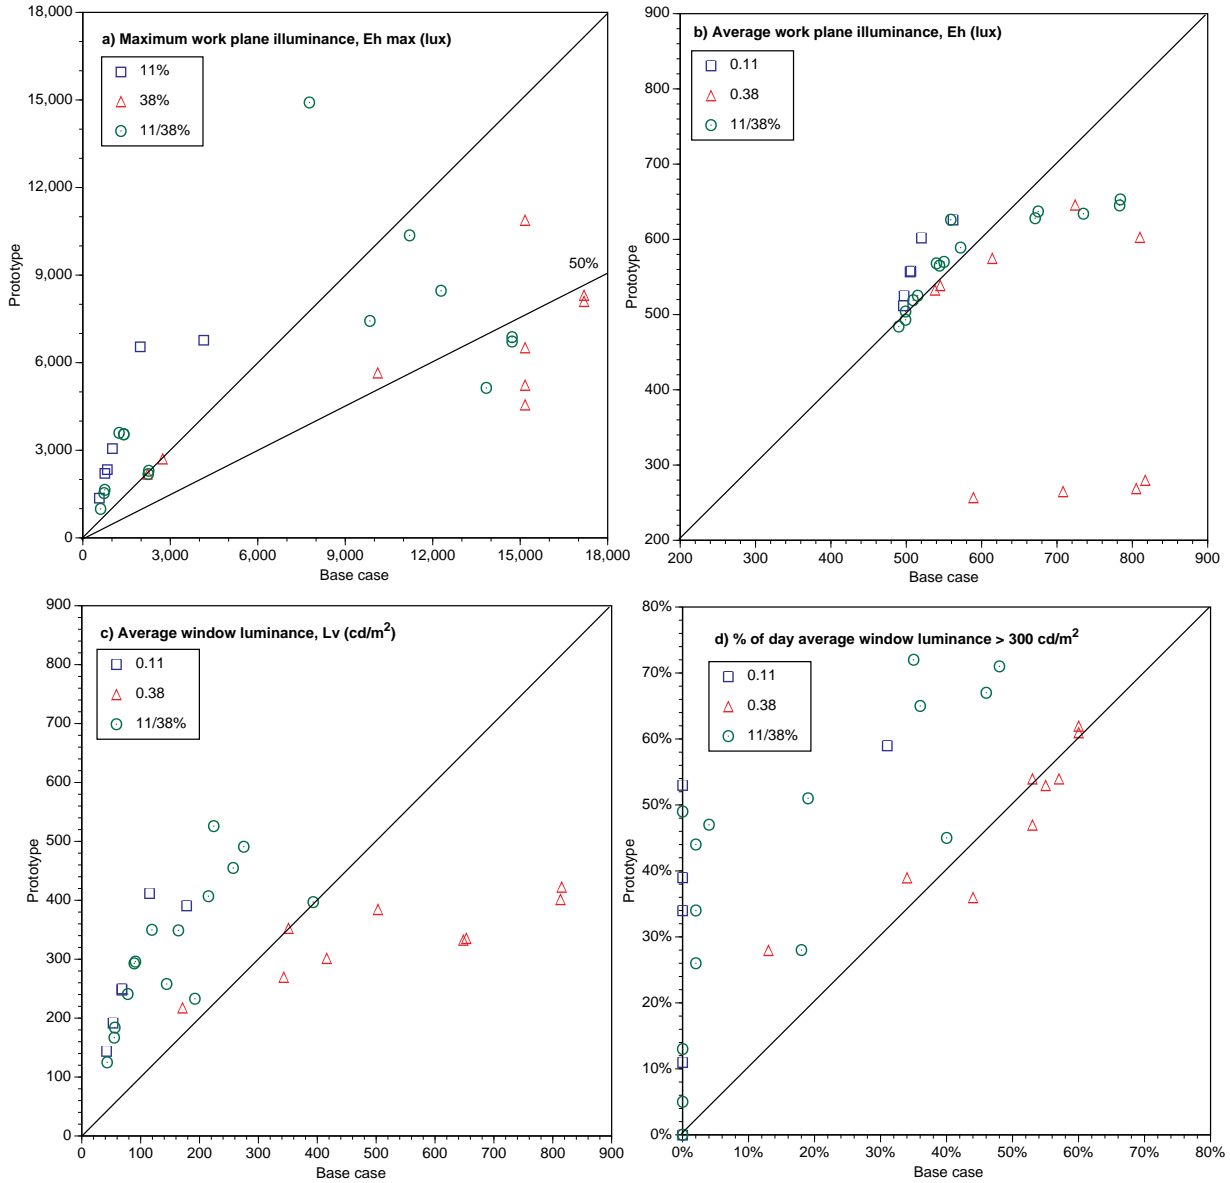 a) Maximum work plane illuminance, Eh max (lux)
11%
38%
11/38%
50%
18,000
15,000
12,000
9,000
6,000
3,000
0
0 3,000 6,000 9,000 12,000 15,000 18,000
Prototype
Base case
b) Average work plane illuminance, Eh (lux)
0.11
0.38
11/38%
900
800
700
600
500
400
300
200
200 300 400 500 600 700 800 900
Prototype
Base case
c) Average window luminance, Lv (cd/m2)
0.11
0.38
11/38%
900
800
700
600
500
400
300
200
100
0
0 100 200 300 400 500 600 700 800 900
Prototype
Base case
d) % of day average window luminance > 300 cd/m2
0.11
0.38
11/38%
80%
70%
60%
50%
40%
30%
20%
10%
0%
0% 10% 20% 30% 40% 50% 60% 70% 80%
Prototype
Base case